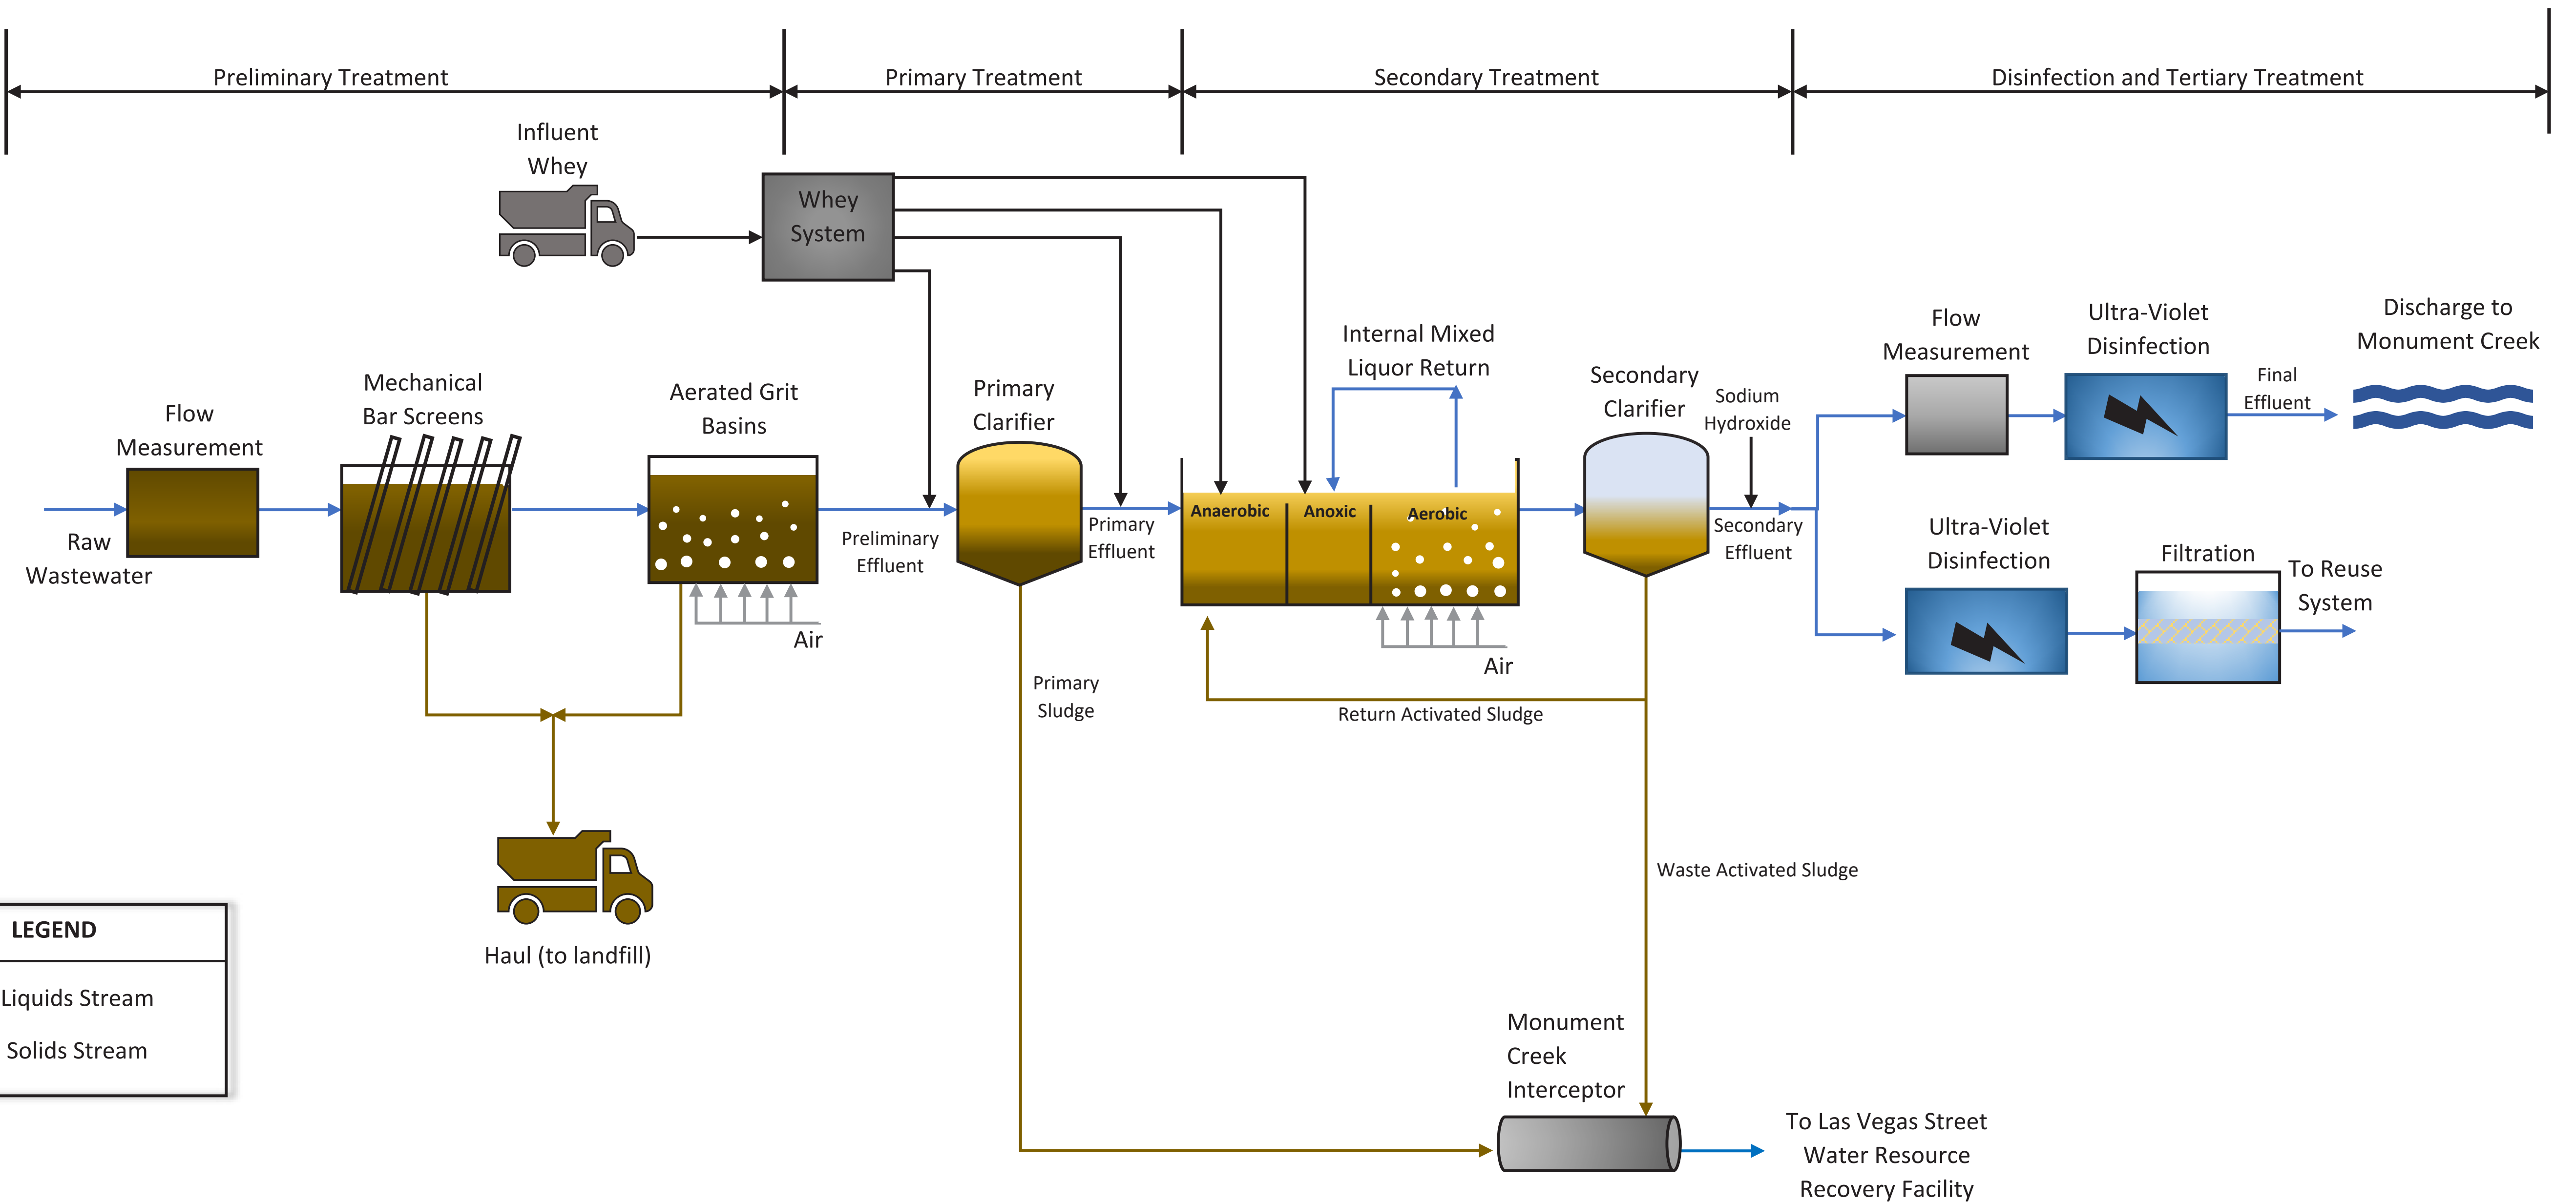 Preliminary Treatment
Primary Treatment
Secondary Treatment
Disinfection and Tertiary Treatment
Influent
Whey
Whey
System
Flow
Measurement
Mechanical
Bar Screens
Aerated Grit
Basins
Primary
Clarifier
Internal Mixed
Liquor Return
Secondary
Clarifier
Sodium
Hydroxide
Flow
Measurement
Ultra-Violet
Disinfection
Final
Effluent
Discharge to
Monument Creek
Raw
Wastewater
Preliminary
Effluent
Primary
Effluent
Anaerobic
Anoxic
Aerobic
Secondary
Effluent
Ultra-Violet
Disinfection
Filtration
To Reuse
System
Air
Air
Primary
Sludge
Return Activated Sludge
Waste Activated Sludge
Haul (to landfill)
LEGEND
Liquids Stream
Solids Stream
Monument
Creek
Interceptor
To Las Vegas Street
Water Resource
Recovery Facility